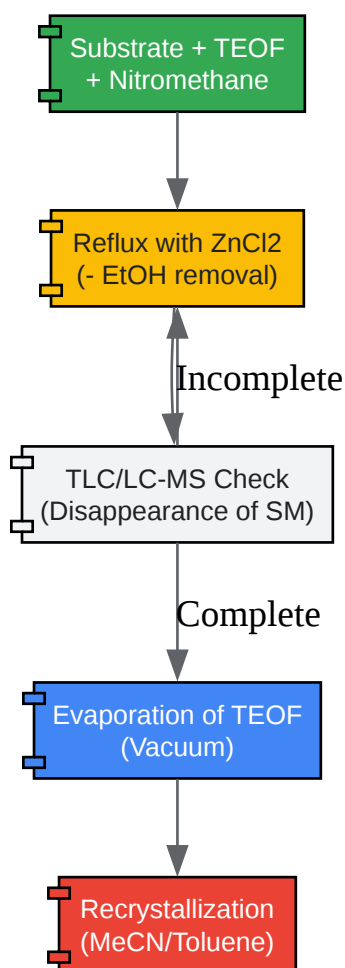 Substrate + TEOF
+ Nitromethane
Reflux with ZnCl2
(- EtOH removal)
Incomplete
TLC/LC-MS Check
(Disappearance of SM)
Complete
Evaporation of TEOF
(Vacuum)
Recrystallization
(MeCN/Toluene)